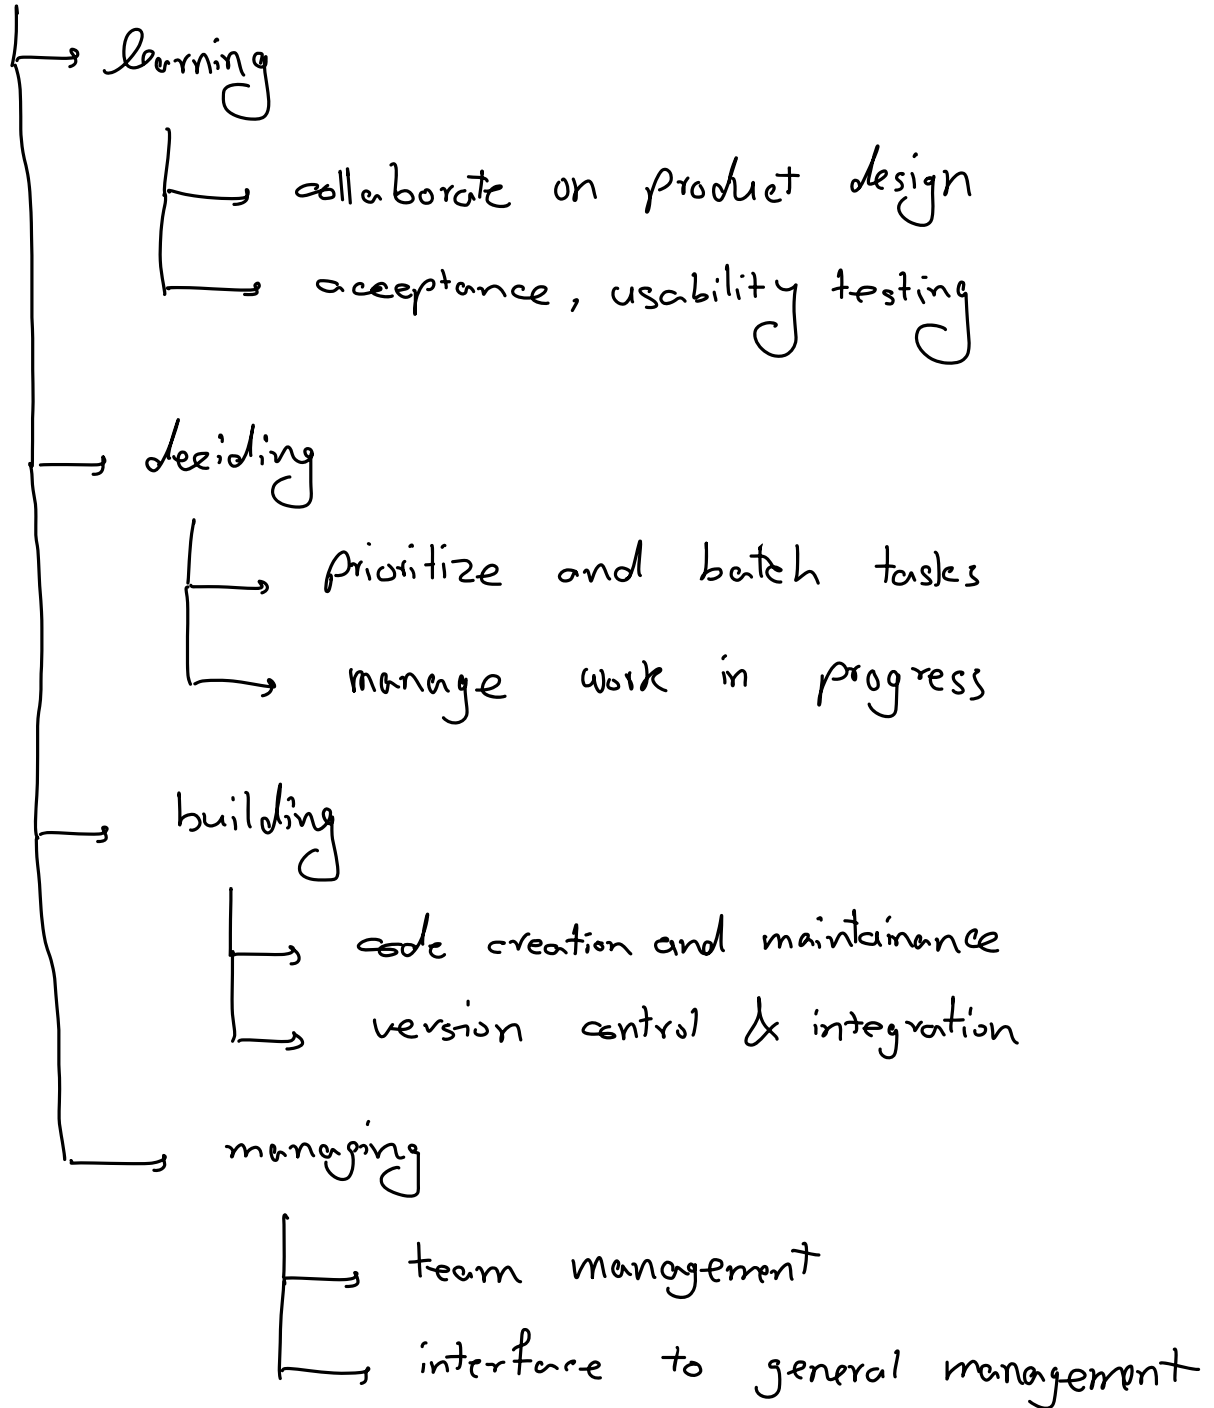 learning
collaborate on product design
acceptance, usability testing
deciding
prioritize and batch tasks
manage work in progress
building
code creation and maintainance
version control & integration
managing
team management
interface to general management